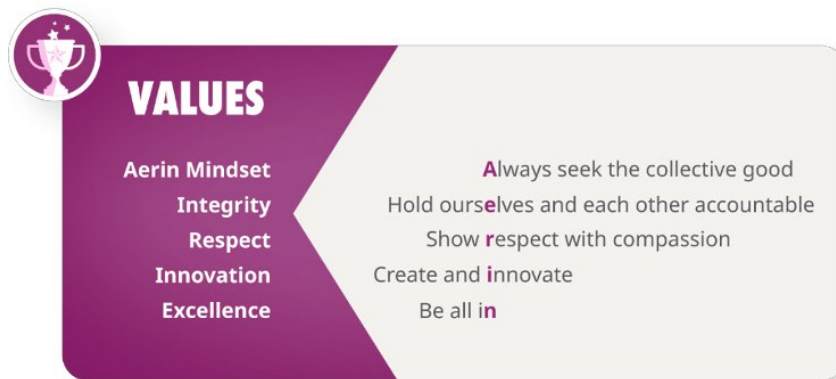 VALUES
Aerin Mindset
Always seek the collective good
Integrity
Hold ourselves and each other accountable
Respect
Show respect with compassion
Innovation
Create and innovate
Excellence
Be all in